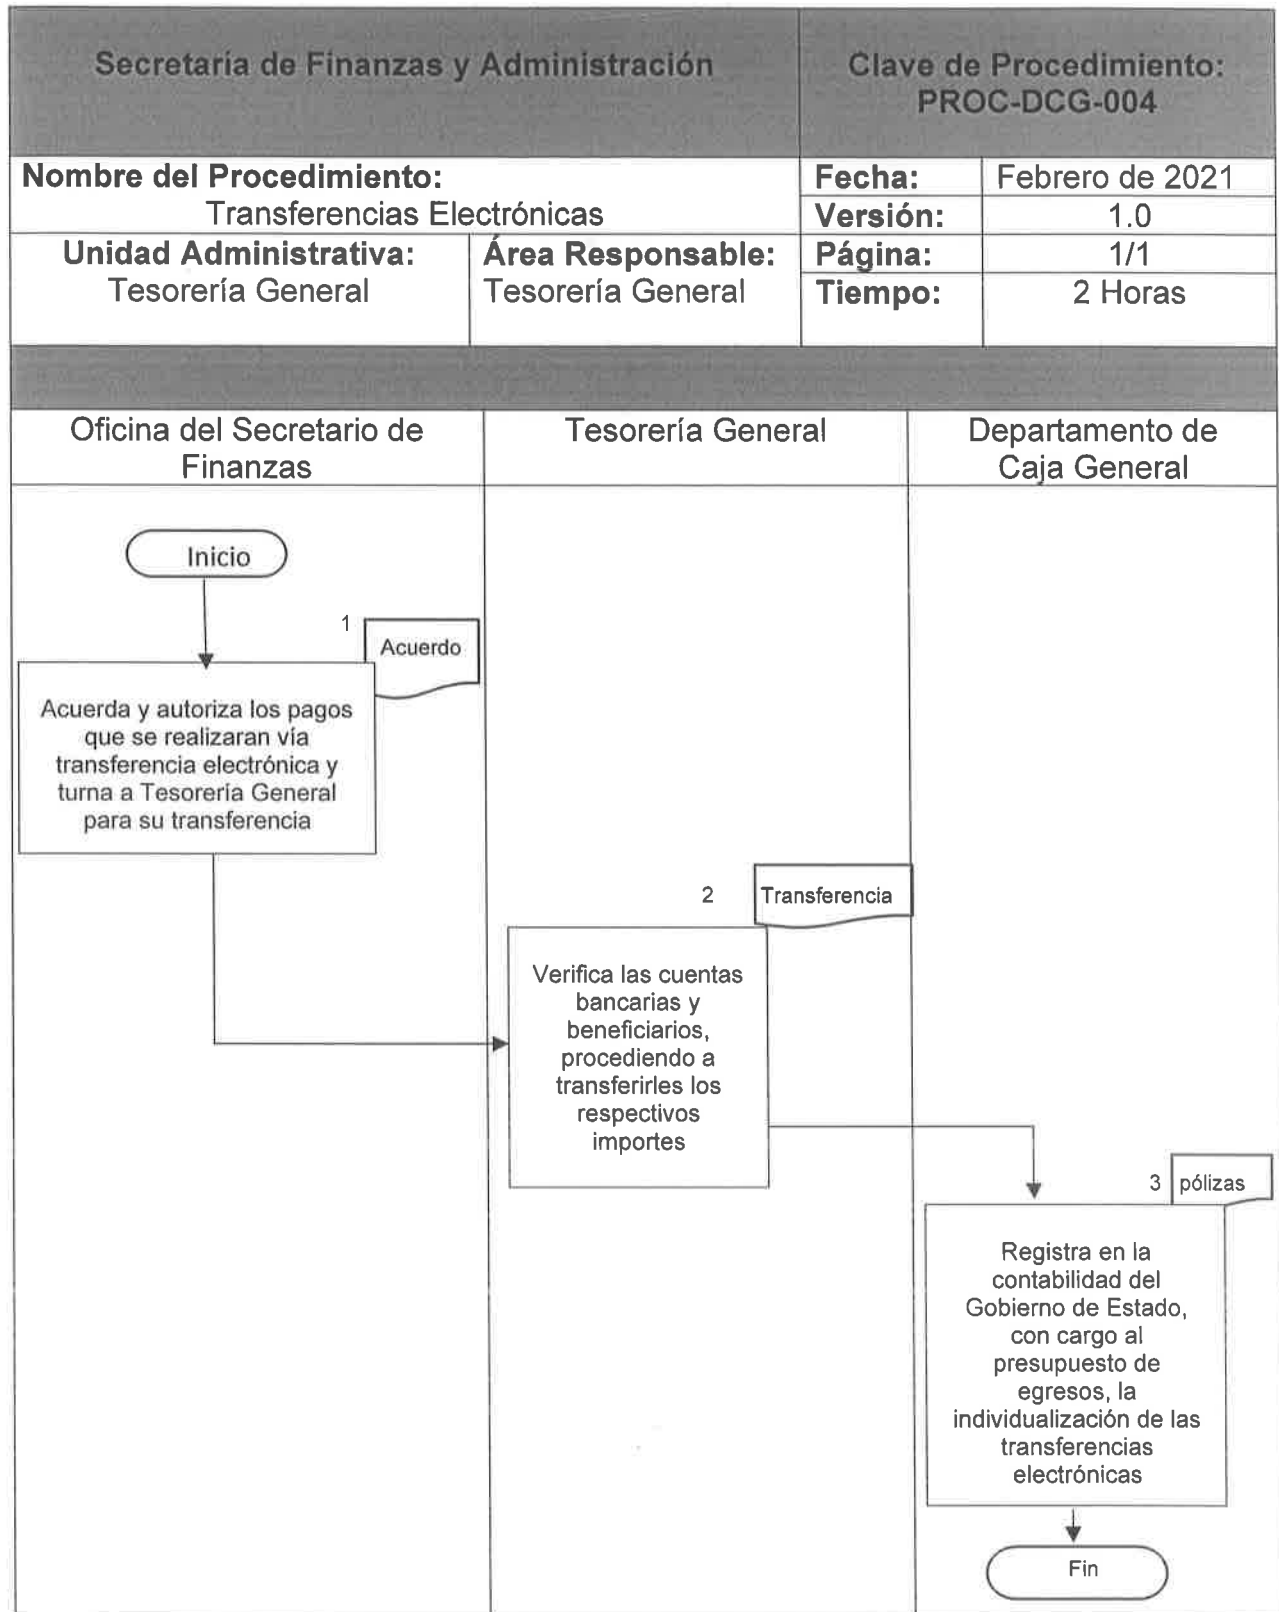 Secretaría de Finanzas y Administración
Clave de Procedimiento:
PROC-DCG-004
Nombre del Procedimiento:
Transferencias Electrónicas
Fecha:
Febrero de 2021
Versión:
1.0
Unidad Administrativa:
Tesorería General
Área Responsable:
Tesorería General
Página:
1/1
Tiempo:
2 Horas
Oficina del Secretario de
Finanzas
Tesorería General
Departamento de
Caja General
Inicio
1
Acuerdo
Acuerda y autoriza los pagos
que se realizaran vía
transferencia electrónica y
turna a Tesorería General
para su transferencia
2
Transferencia
Verifica las cuentas
bancarias y
beneficiarios,
procediendo a
transferirles los
respectivos
importes
3
pólizas
Registra en la
contabilidad del
Gobierno de Estado,
con cargo al
presupuesto de
egresos, la
individualización de las
transferencias
electrónicas
Fin